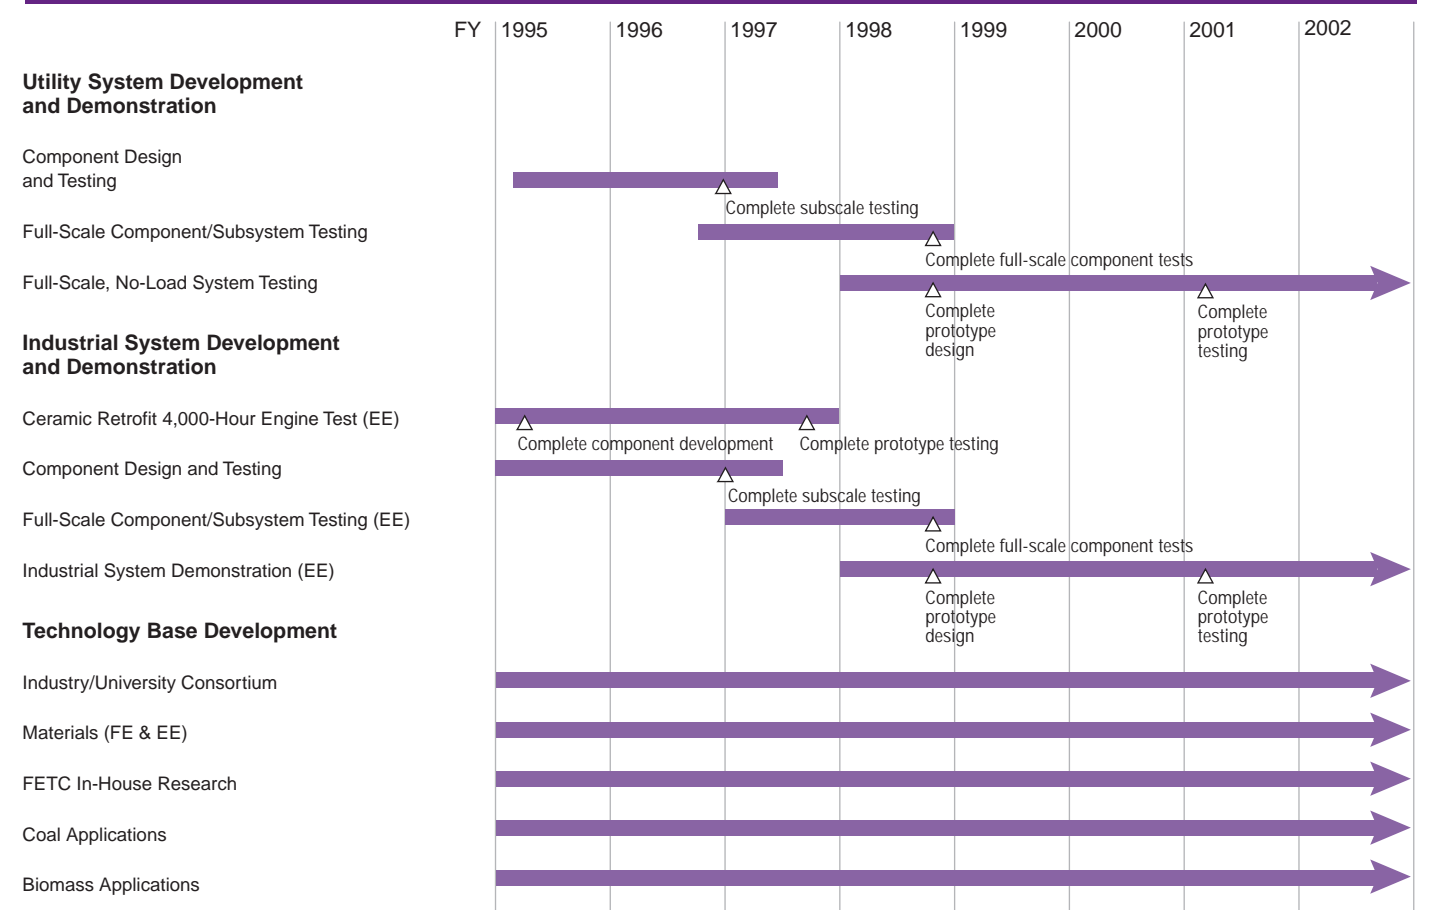 FY 1995 1996 1997 1998 1999 2000 2001 2002
Utility System Development
and Demonstration
Component Design
and Testing
Complete subscale testing
Full-Scale Component/Subsystem Testing
Complete full-scale component tests
Full-Scale, No-Load System Testing
Complete
prototype
design
Complete
prototype
testing
Industrial System Development
and Demonstration
Ceramic Retrofit 4,000-Hour Engine Test (EE)
Complete component development
Complete prototype testing
Component Design and Testing
Complete subscale testing
Full-Scale Component/Subsystem Testing (EE)
Complete full-scale component tests
Industrial System Demonstration (EE)
Complete
prototype
design
Complete
prototype
testing
Technology Base Development
Industry/University Consortium
Materials (FE & EE)
FETC In-House Research
Coal Applications
Biomass Applications